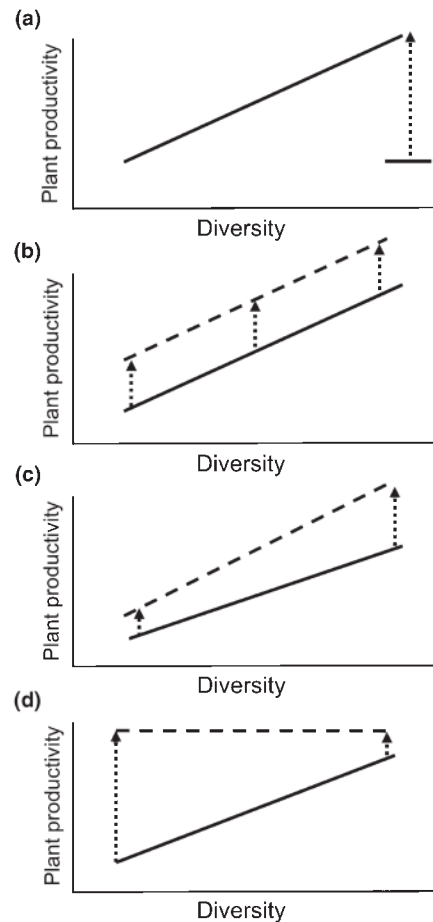 (a)
Plant productivity
Diversity
(b)
Plant productivity
Diversity
(c)
Plant productivity
Diversity
(d)
Plant productivity
Diversity